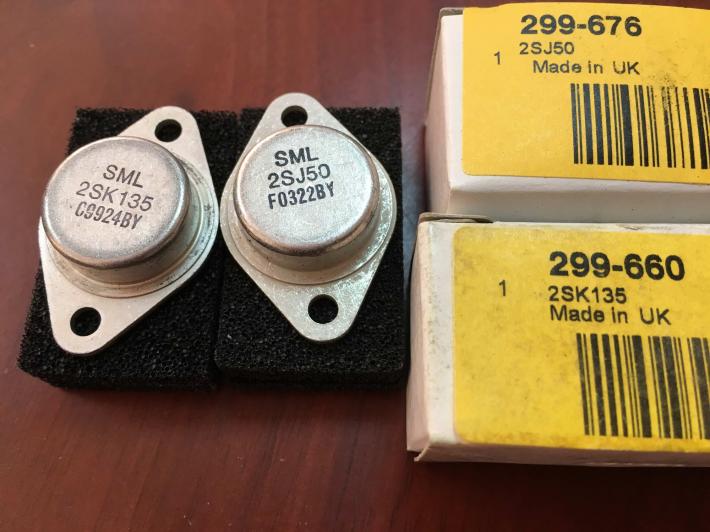 SML
2SK135
C9924BY
SML
2SJ50
F0322BY
299-676
1
2SJ50
Made in UK
299-660
1
2SK135
Made in UK